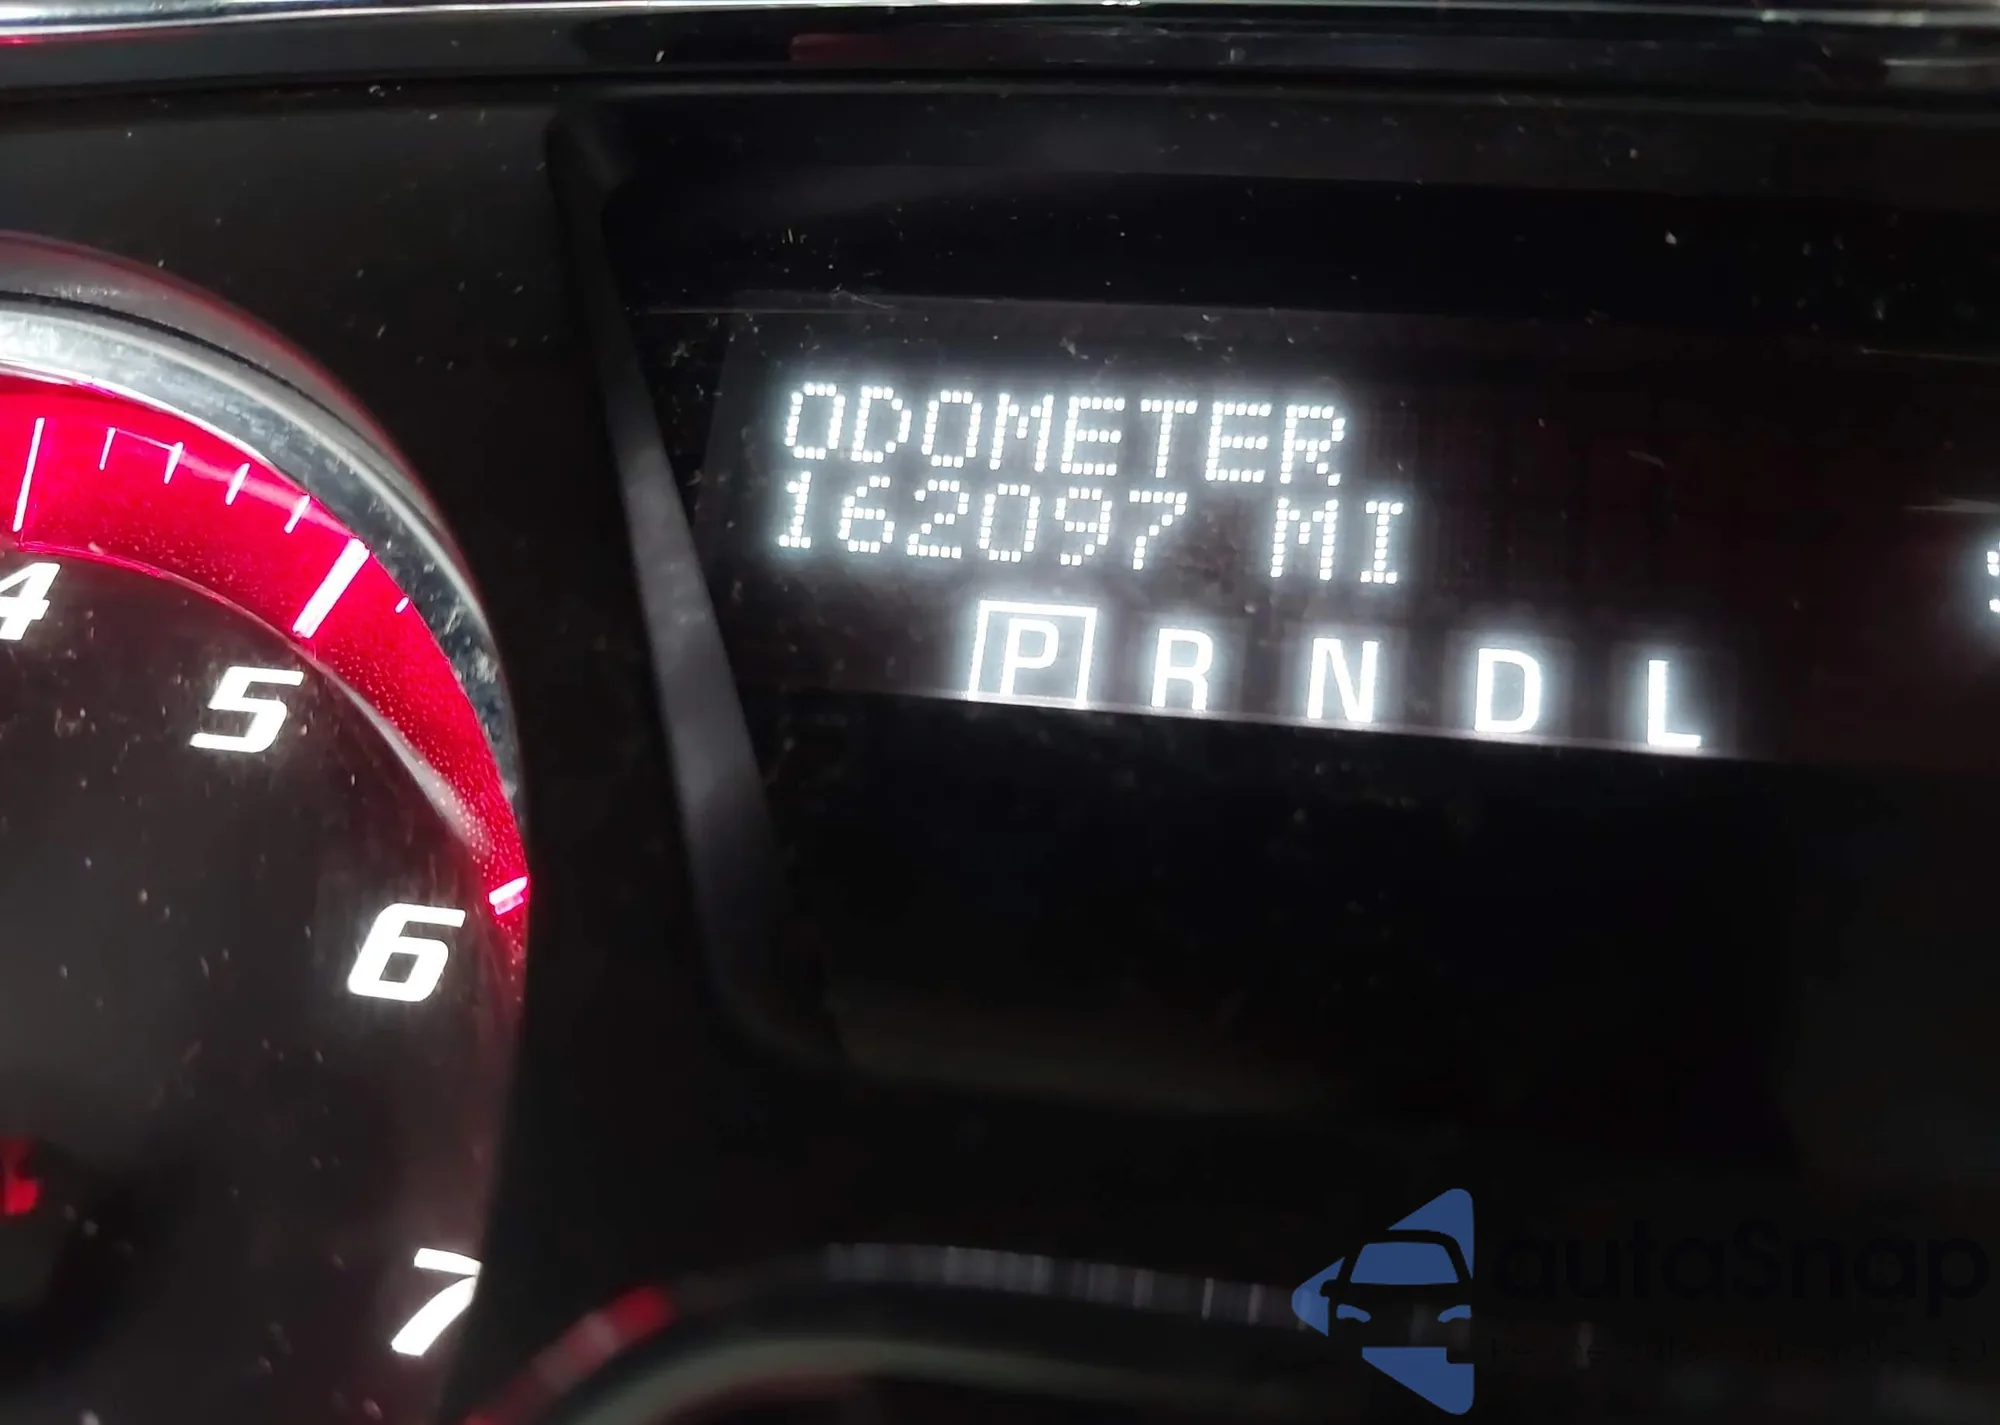 ODOMETER
162097 MI
P R N D L
4
5
6
7
autoSnap